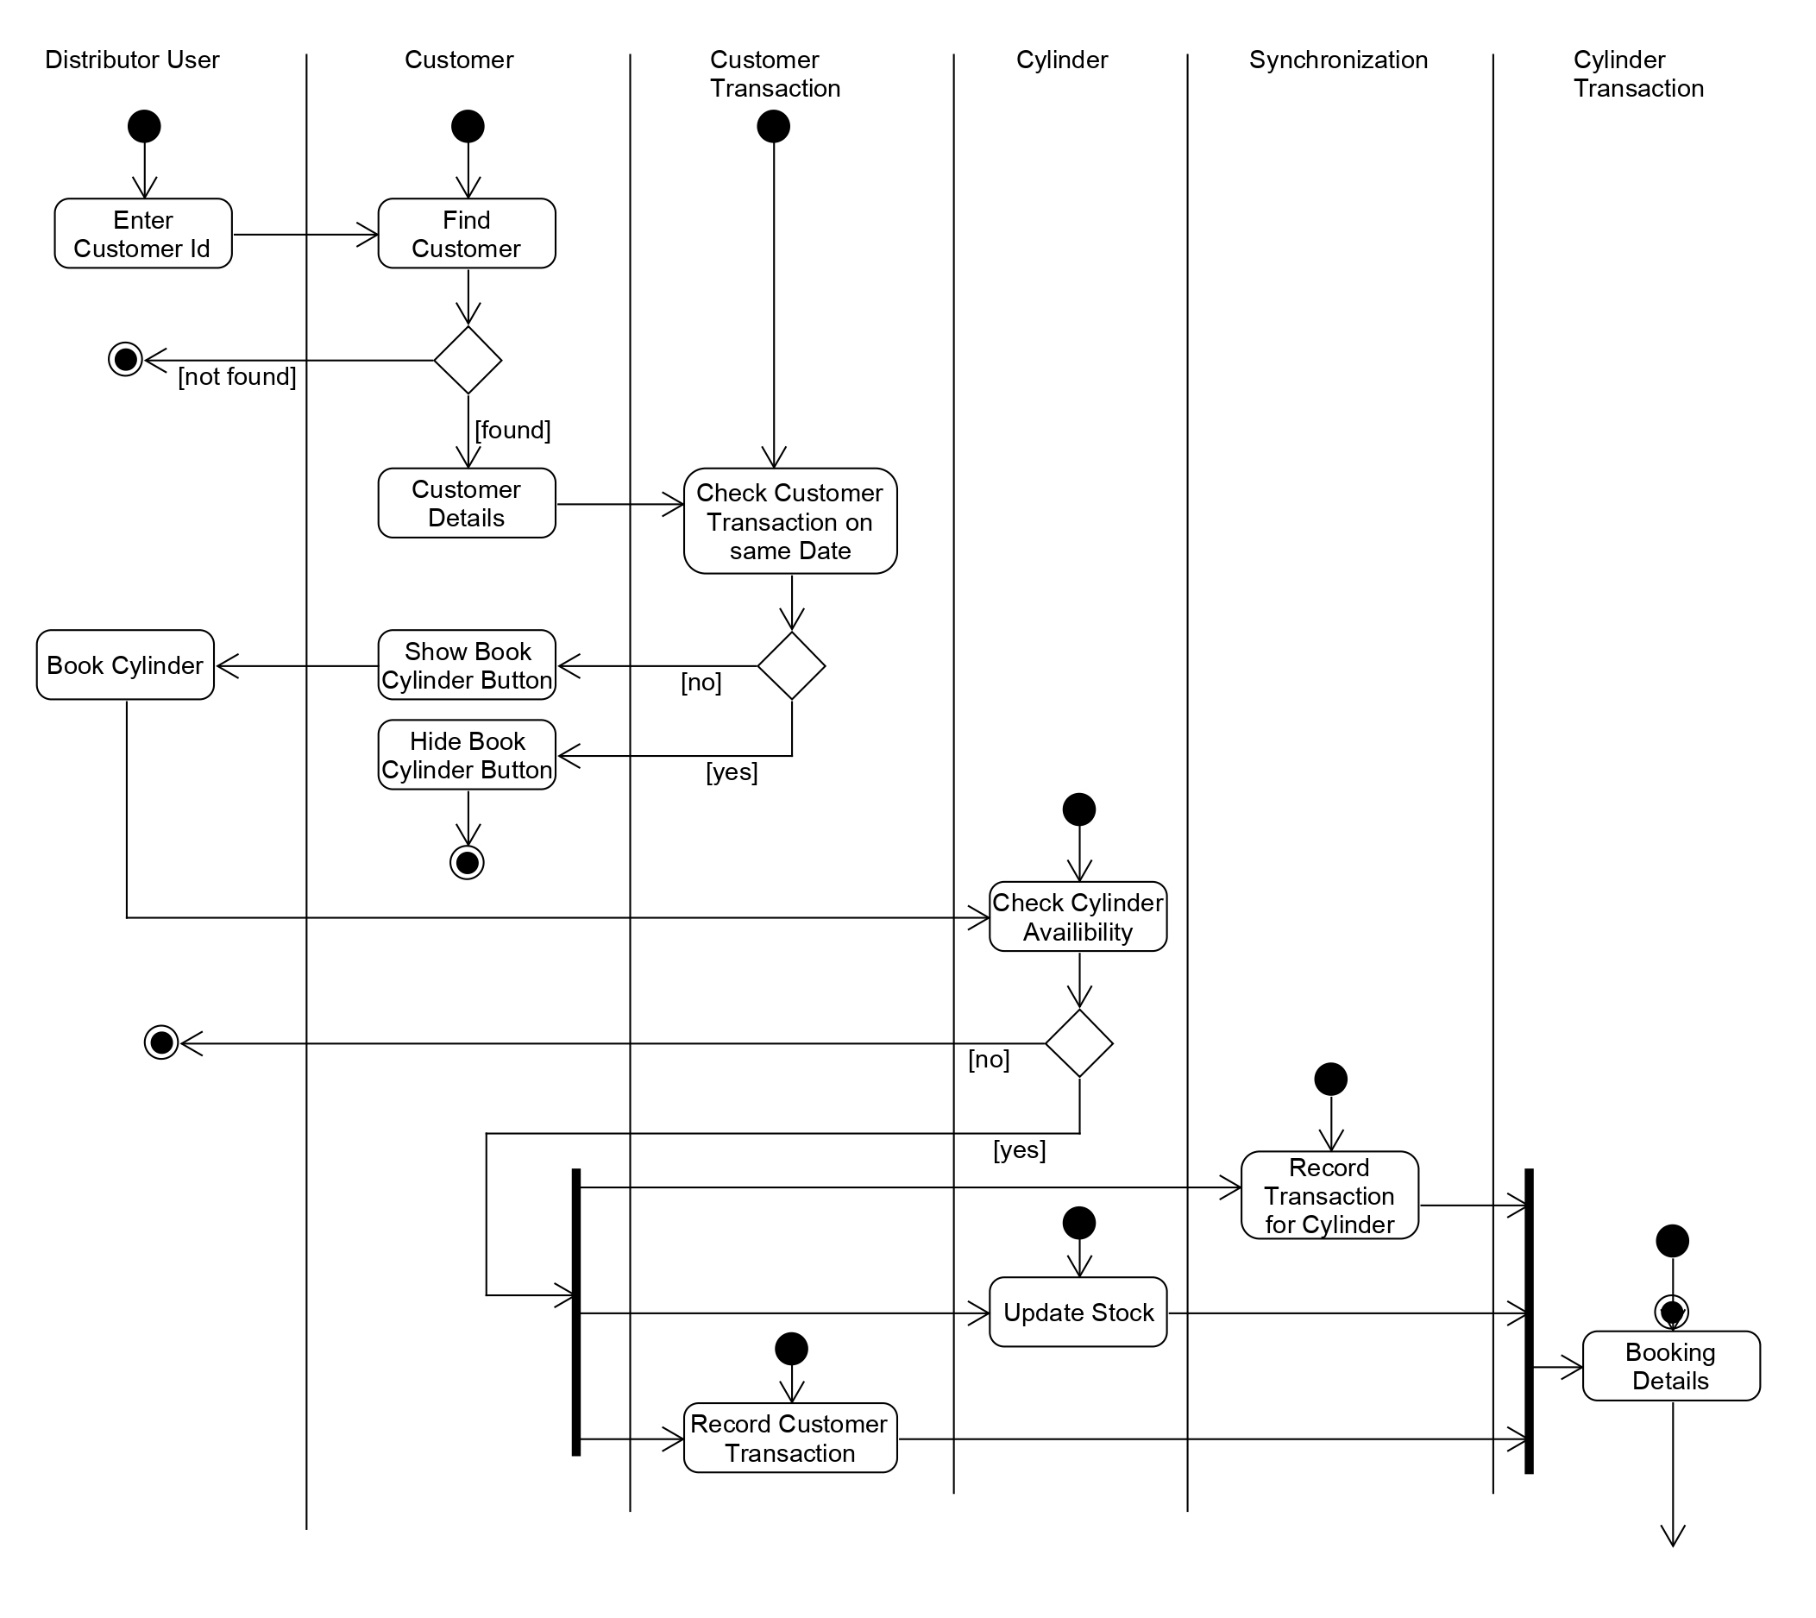 Distributor User
Customer
Customer
Transaction
Cylinder
Synchronization
Cylinder
Transaction
Enter
Customer Id
Find
Customer
[not found]
[found]
Customer
Details
Check Customer
Transaction on
same Date
Book Cylinder
Show Book
Cylinder Button
[no]
Hide Book
Cylinder Button
[yes]
Check Cylinder
Availibility
[no]
[yes]
Record
Transaction
for Cylinder
Update Stock
Booking
Details
Record Customer
Transaction